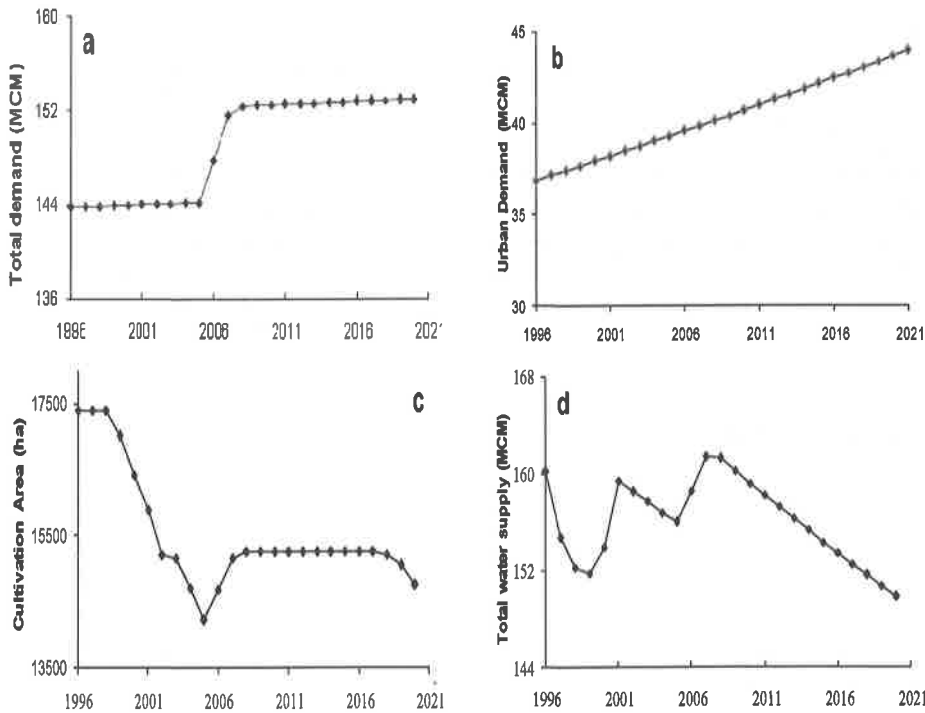 160
a
152
144
136
Total demand (MCM)
2001 2006 2011 2016 2021
45
b
40
35
30
Urban Demand (MCM)
1996 2001 2006 2011 2016 2021
17500
c
15500
13500
Cultivation Area (ha)
1996 2001 2006 2011 2016 2021
168
d
160
152
144
Total water supply (MCM)
1996 2001 2006 2011 2016 2021